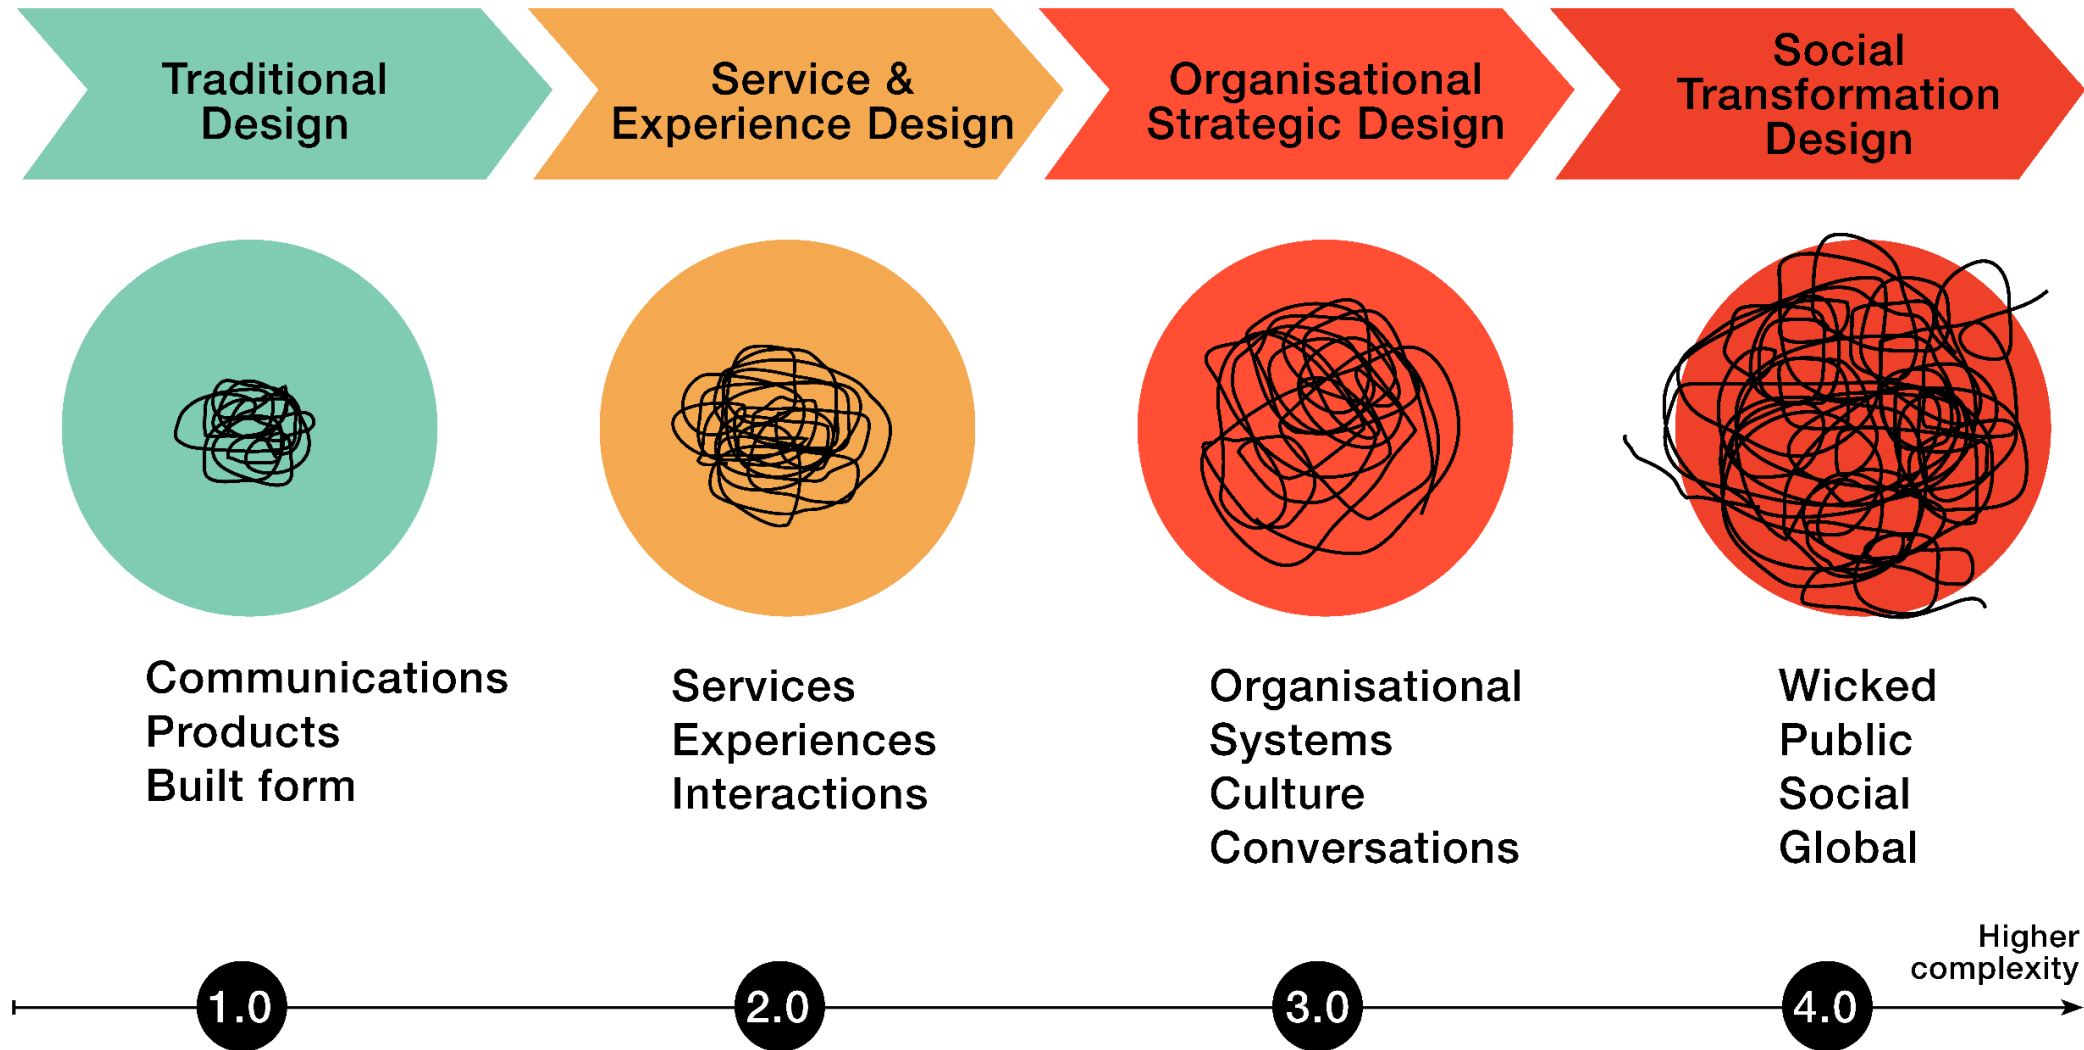 Traditional
Design
Service &
Experience Design
Organisational
Strategic Design
Social
Transformation
Design
Communications
Products
Built form
Services
Experiences
Interactions
Organisational
Systems
Culture
Conversations
Wicked
Public
Social
Global
Higher
complexity
1.0
2.0
3.0
4.0